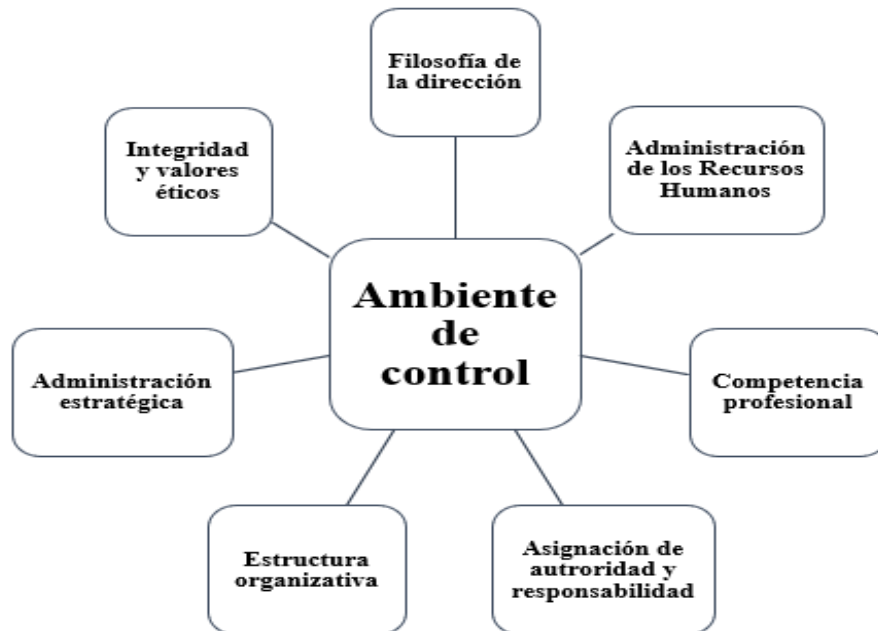 Filosofía de
la dirección
Integridad
y valores
éticos
Administración
de los Recursos
Humanos
Ambiente
de
control
Administración
estratégica
Competencia
profesional
Estructura
organizativa
Asignación de
autroridad y
responsabilidad